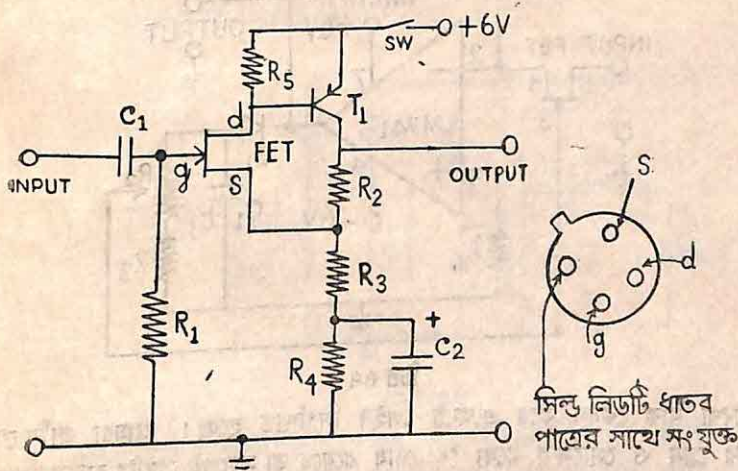 SW
+6V
R5
C1
d
T1
INPUT
g
FET
S
OUTPUT
R2
S
R3
d
R1
+
C2
R4
g
সিল্ড লিডটি ধাতব
পাত্রের সাথে সংযুক্ত